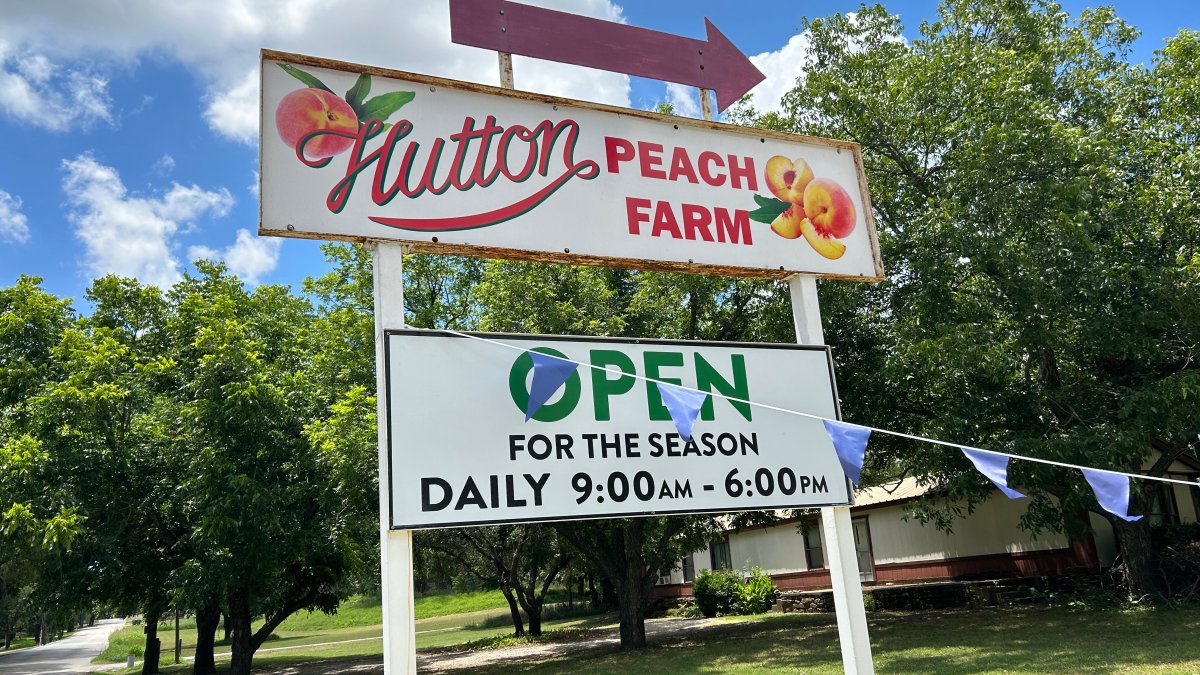 Hutton PEACH
FARM
OPEN
FOR THE SEASON
DAILY 9:00AM - 6:00PM